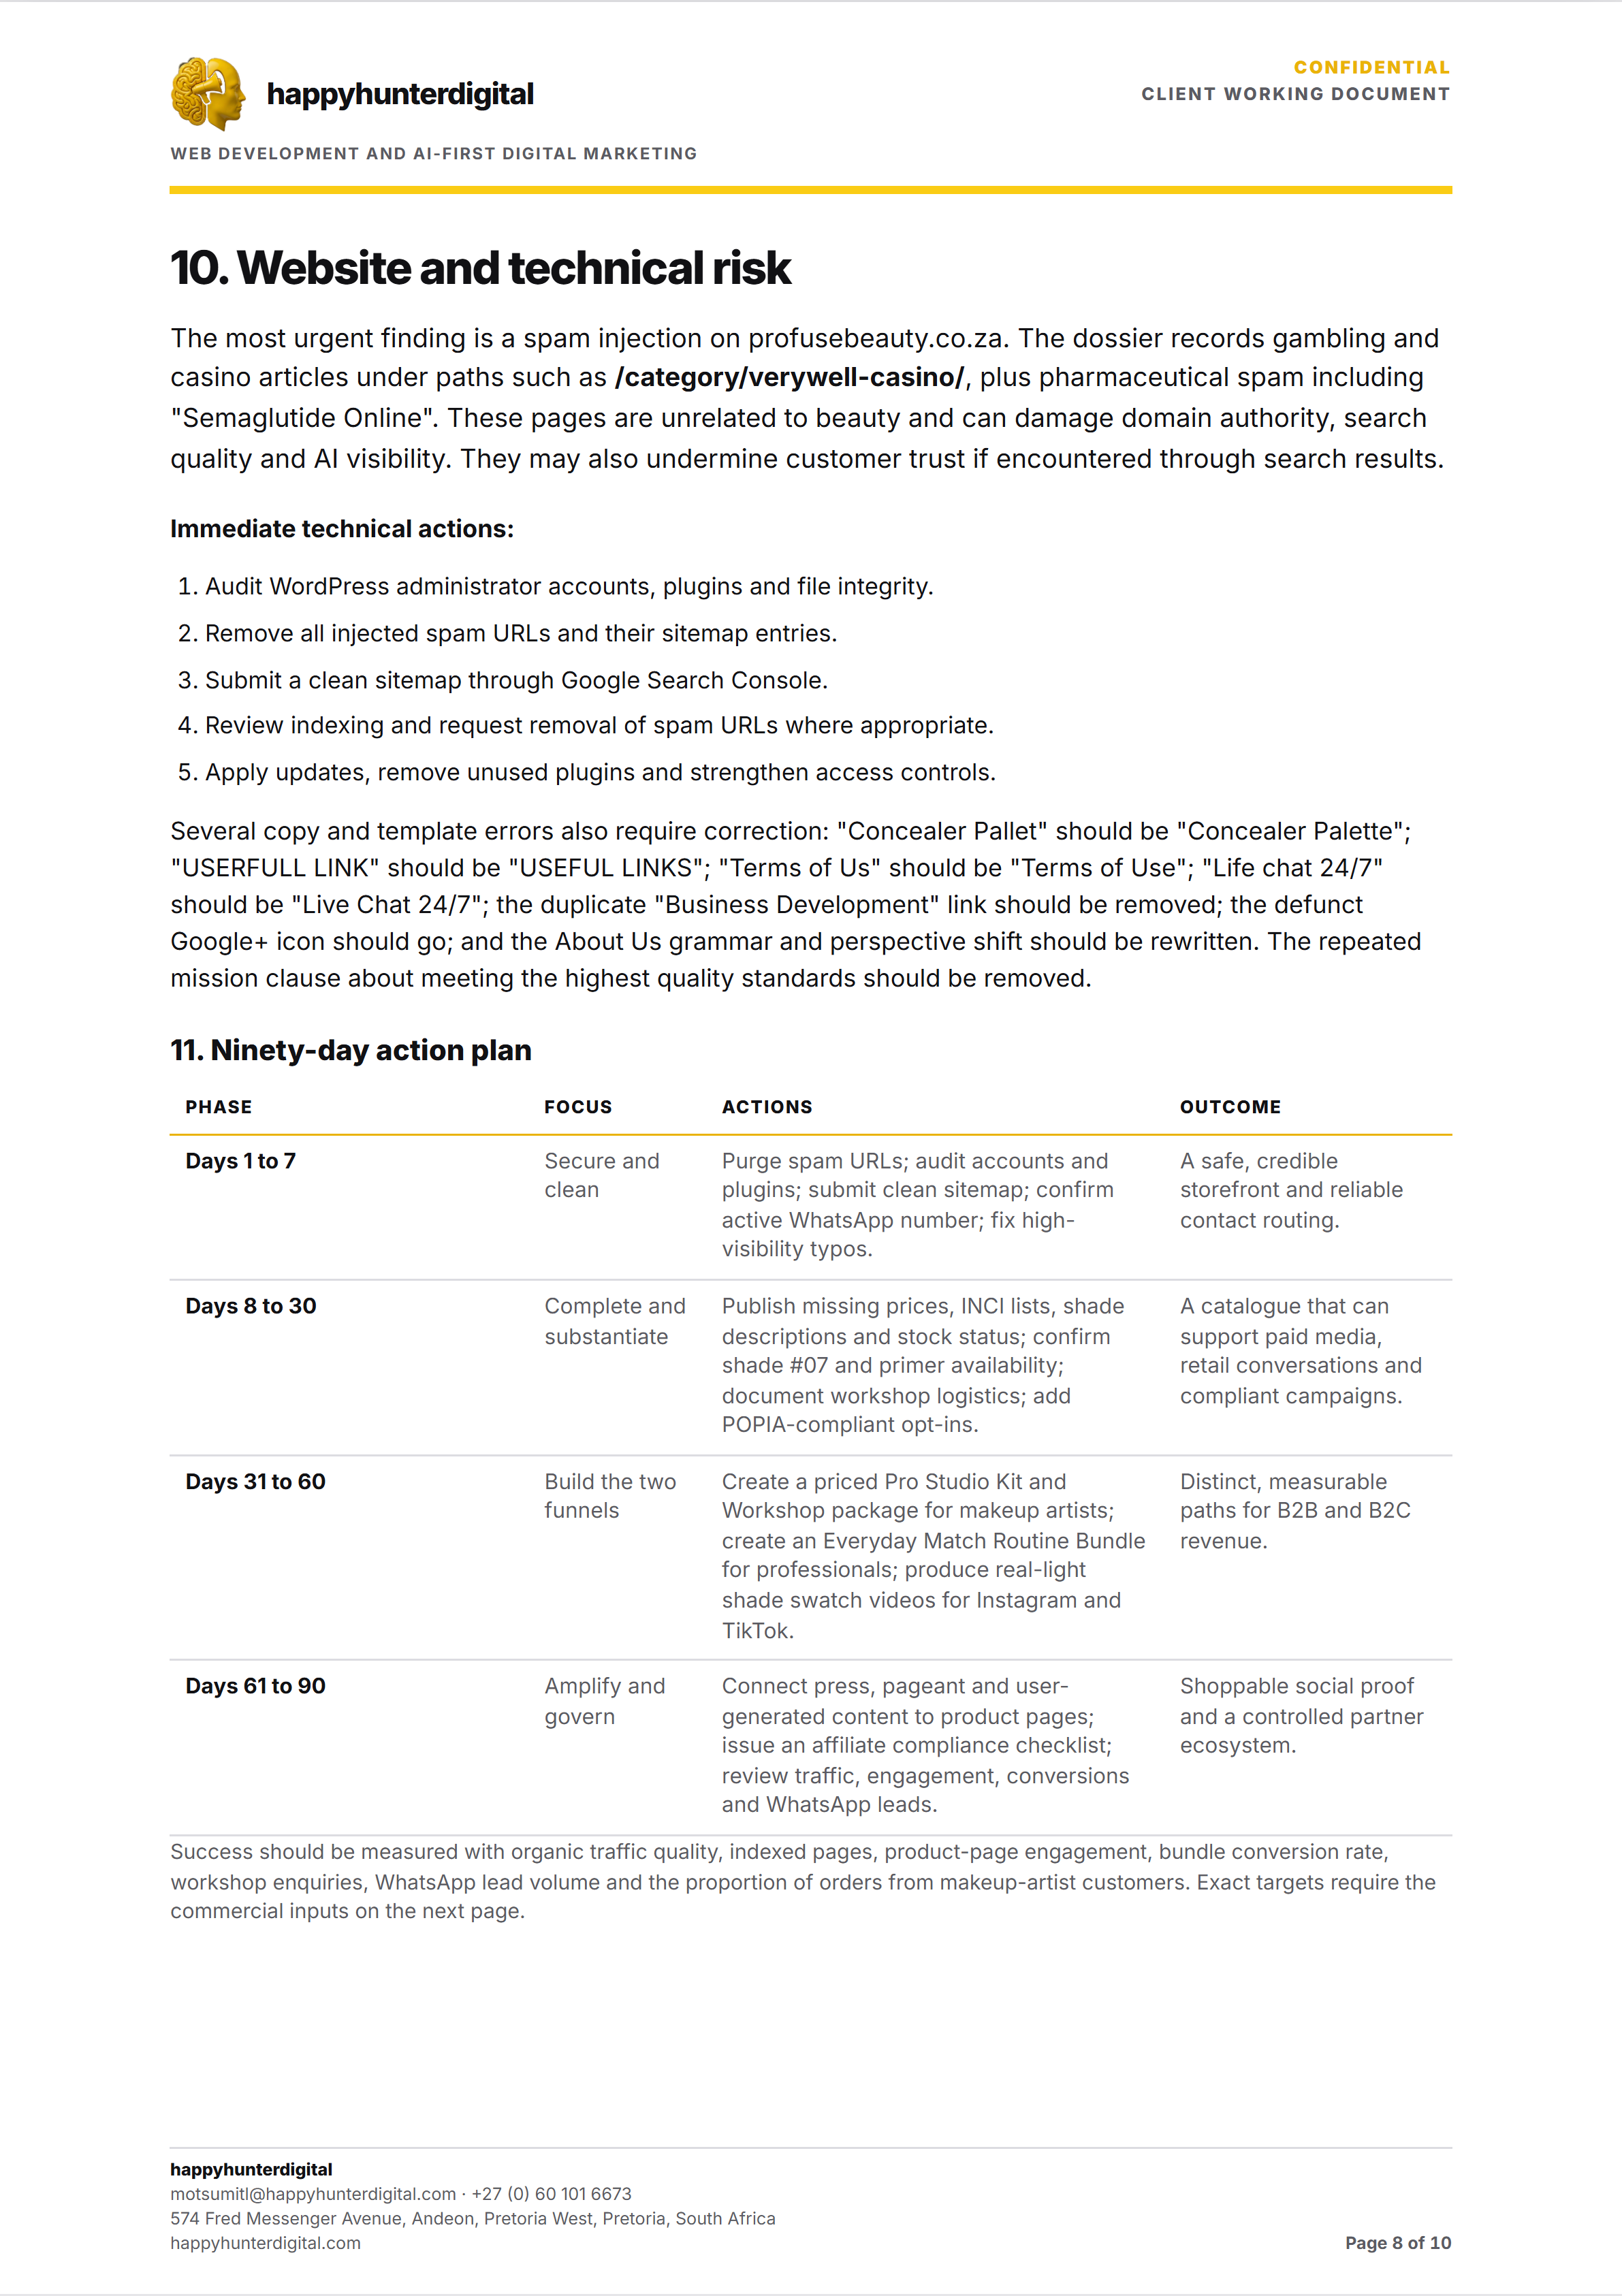 happyhunterdigital
CONFIDENTIAL
CLIENT WORKING DOCUMENT
WEB DEVELOPMENT AND AI-FIRST DIGITAL MARKETING
10. Website and technical risk
The most urgent finding is a spam injection on profusebeauty.co.za. The dossier records gambling and
casino articles under paths such as /category/verywell-casino/, plus pharmaceutical spam including
"Semaglutide Online". These pages are unrelated to beauty and can damage domain authority, search
quality and AI visibility. They may also undermine customer trust if encountered through search results.
Immediate technical actions:
1. Audit WordPress administrator accounts, plugins and file integrity.
2. Remove all injected spam URLs and their sitemap entries.
3. Submit a clean sitemap through Google Search Console.
4. Review indexing and request removal of spam URLs where appropriate.
5. Apply updates, remove unused plugins and strengthen access controls.
Several copy and template errors also require correction: "Concealer Pallet" should be "Concealer Palette";
"USERFULL LINK" should be "USEFUL LINKS"; "Terms of Us" should be "Terms of Use"; "Life chat 24/7"
should be "Live Chat 24/7"; the duplicate "Business Development" link should be removed; the defunct
Google+ icon should go; and the About Us grammar and perspective shift should be rewritten. The repeated
mission clause about meeting the highest quality standards should be removed.
11. Ninety-day action plan
PHASE FOCUS ACTIONS OUTCOME
Days 1 to 7
Secure and
clean
Purge spam URLs; audit accounts and
plugins; submit clean sitemap; confirm
active WhatsApp number; fix high-
visibility typos.
A safe, credible
storefront and reliable
contact routing.
Days 8 to 30
Complete and
substantiate
Publish missing prices, INCI lists, shade
descriptions and stock status; confirm
shade #07 and primer availability;
document workshop logistics; add
POPIA-compliant opt-ins.
A catalogue that can
support paid media,
retail conversations and
compliant campaigns.
Days 31 to 60
Build the two
funnels
Create a priced Pro Studio Kit and
Workshop package for makeup artists;
create an Everyday Match Routine Bundle
for professionals; produce real-light
shade swatch videos for Instagram and
TikTok.
Distinct, measurable
paths for B2B and B2C
revenue.
Days 61 to 90
Amplify and
govern
Connect press, pageant and user-
generated content to product pages;
issue an affiliate compliance checklist;
review traffic, engagement, conversions
and WhatsApp leads.
Shoppable social proof
and a controlled partner
ecosystem.
Success should be measured with organic traffic quality, indexed pages, product-page engagement, bundle conversion rate,
workshop enquiries, WhatsApp lead volume and the proportion of orders from makeup-artist customers. Exact targets require the
commercial inputs on the next page.
happyhunterdigital
motsumitl@happyhunterdigital.com · +27 (0) 60 101 6673
574 Fred Messenger Avenue, Andeon, Pretoria West, Pretoria, South Africa
happyhunterdigital.com
Page 8 of 10